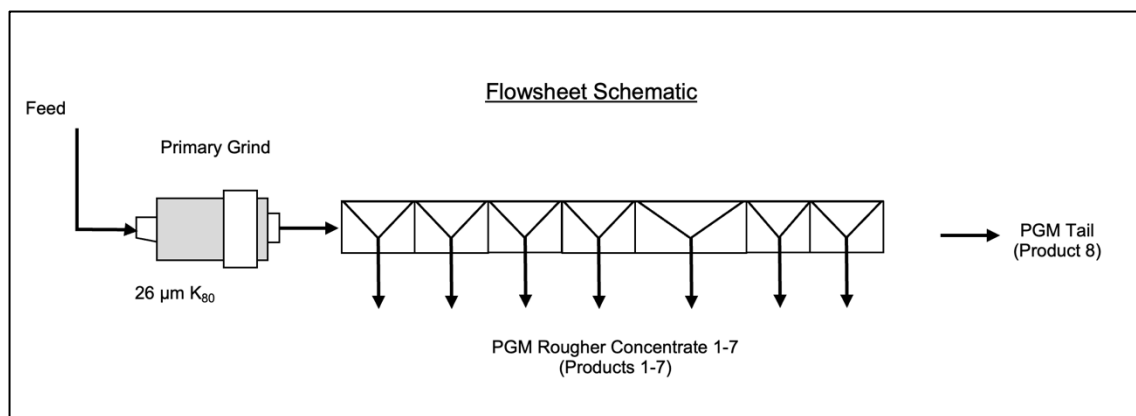 Flowsheet Schematic
Feed
Primary Grind
26 µm K80
PGM Tail
(Product 8)
PGM Rougher Concentrate 1-7
(Products 1-7)